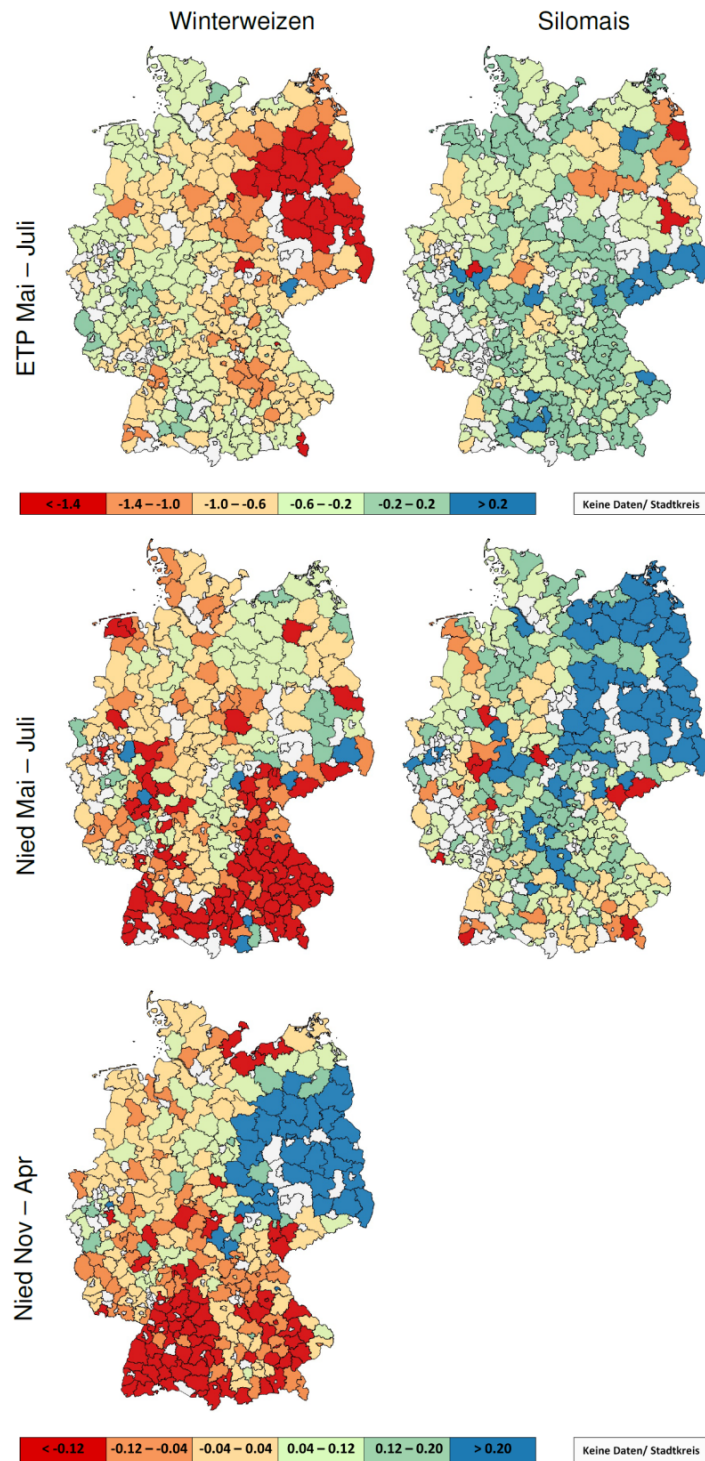 Winterweizen Silomais
ETP Mai – Juli
< -1.4 -1.4 – -1.0 -1.0 – -0.6 -0.6 – -0.2 -0.2 – 0.2 > 0.2 Keine Daten/ Stadtkreis
Nied Mai – Juli
Nied Nov – Apr
< -0.12 -0.12 – -0.04 -0.04 – 0.04 0.04 – 0.12 0.12 – 0.20 > 0.20 Keine Daten/ Stadtkreis